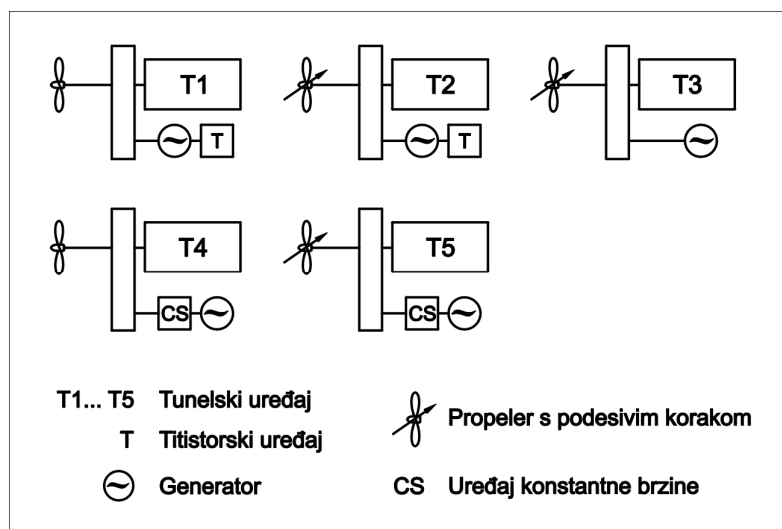 T1
T
T2
T
T3
T4
CS
T5
CS
T1... T5 Tunelski uređaj
T Titistorski uređaj
Generator
Propeler s podesivim korakom
CS Uređaj konstantne brzine